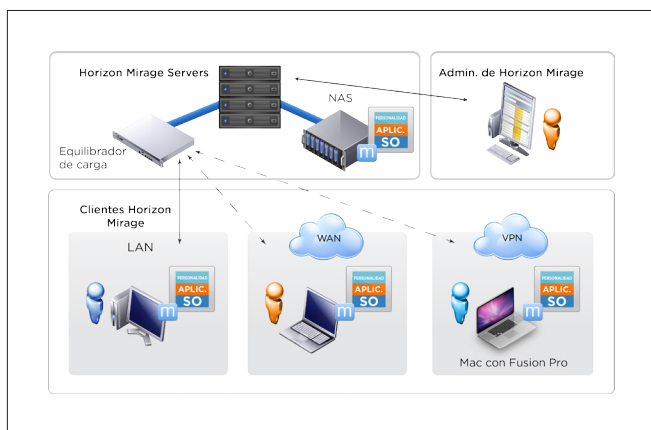 Horizon Mirage Servers
NAS
PERSONALIDAD
APLIC.
SO
m
Equilibrador
de carga
Admin. de Horizon Mirage
Clientes Horizon
Mirage
LAN
PERSONALIDAD
APLIC.
SO
m
WAN
PERSONALIDAD
APLIC.
SO
m
VPN
PERSONALIDAD
APLIC.
SO
m
Mac con Fusion Pro